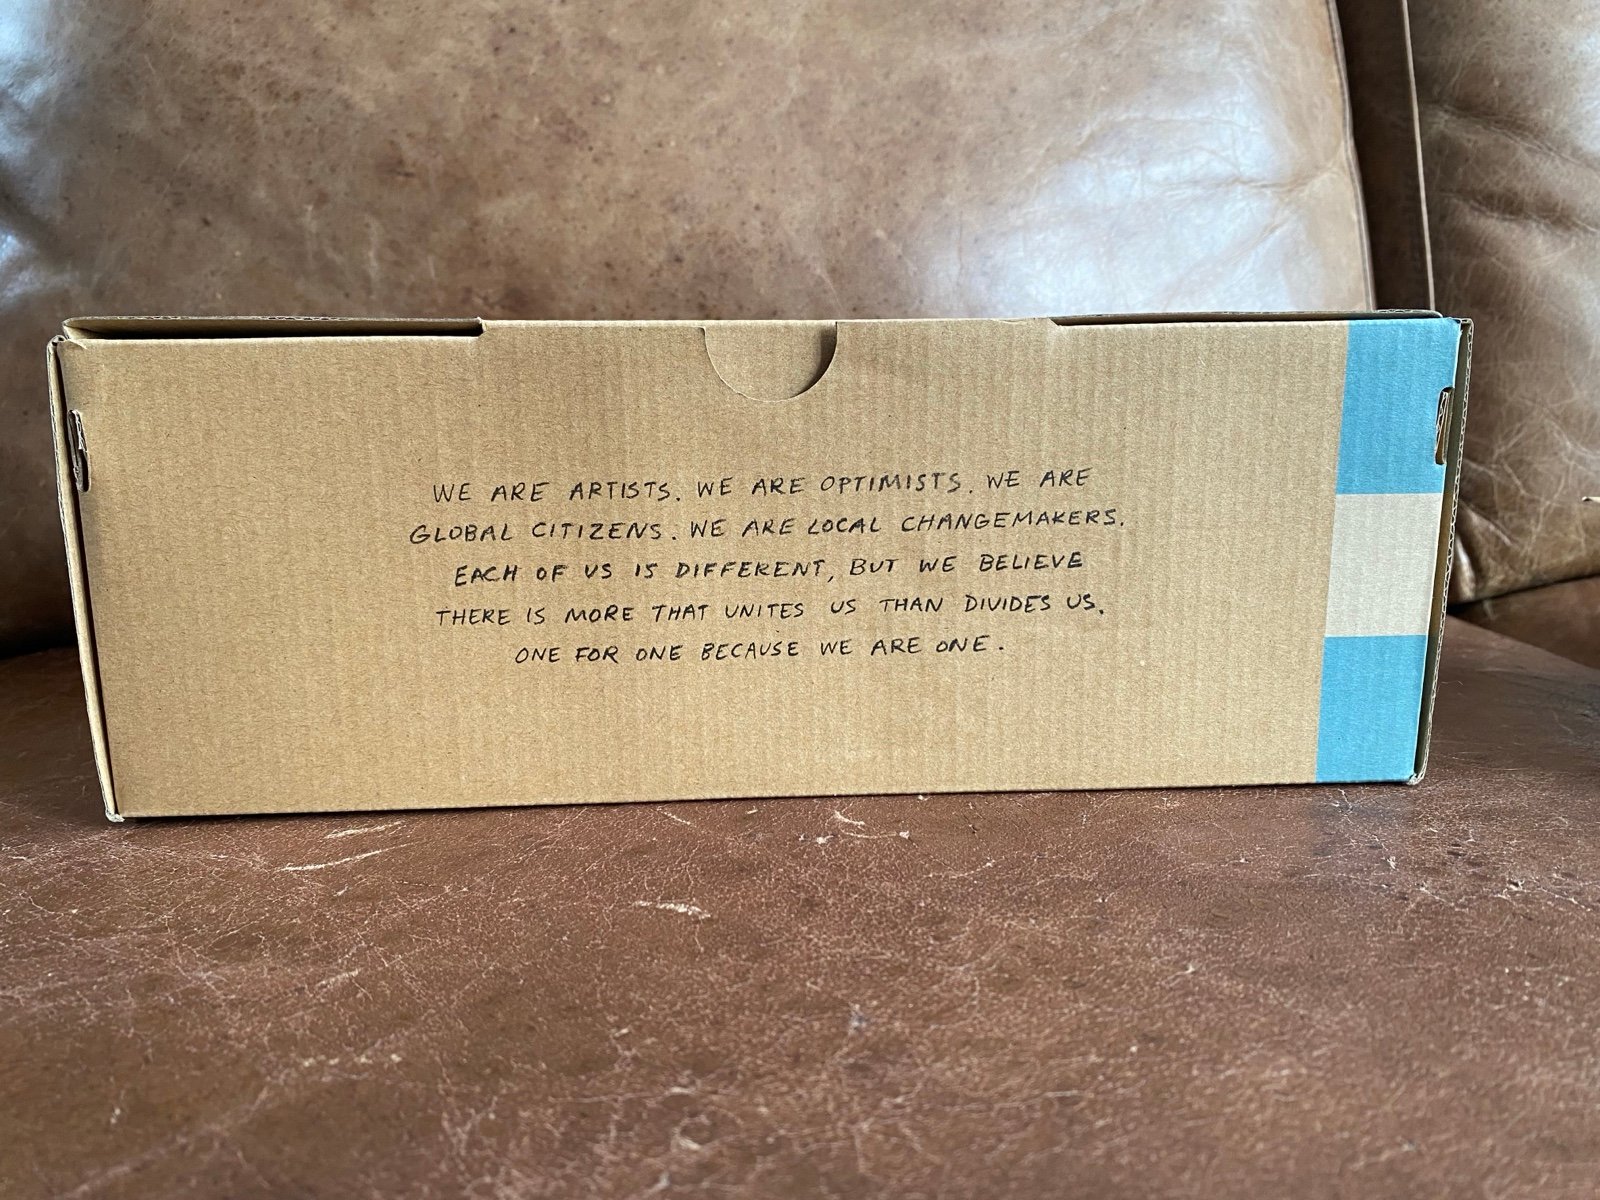 WE ARE ARTISTS. WE ARE OPTIMISTS. WE ARE
GLOBAL CITIZENS. WE ARE LOCAL CHANGEMAKERS.
EACH OF US IS DIFFERENT, BUT WE BELIEVE
THERE IS MORE THAT UNITES US THAN DIVIDES US.
ONE FOR ONE BECAUSE WE ARE ONE.